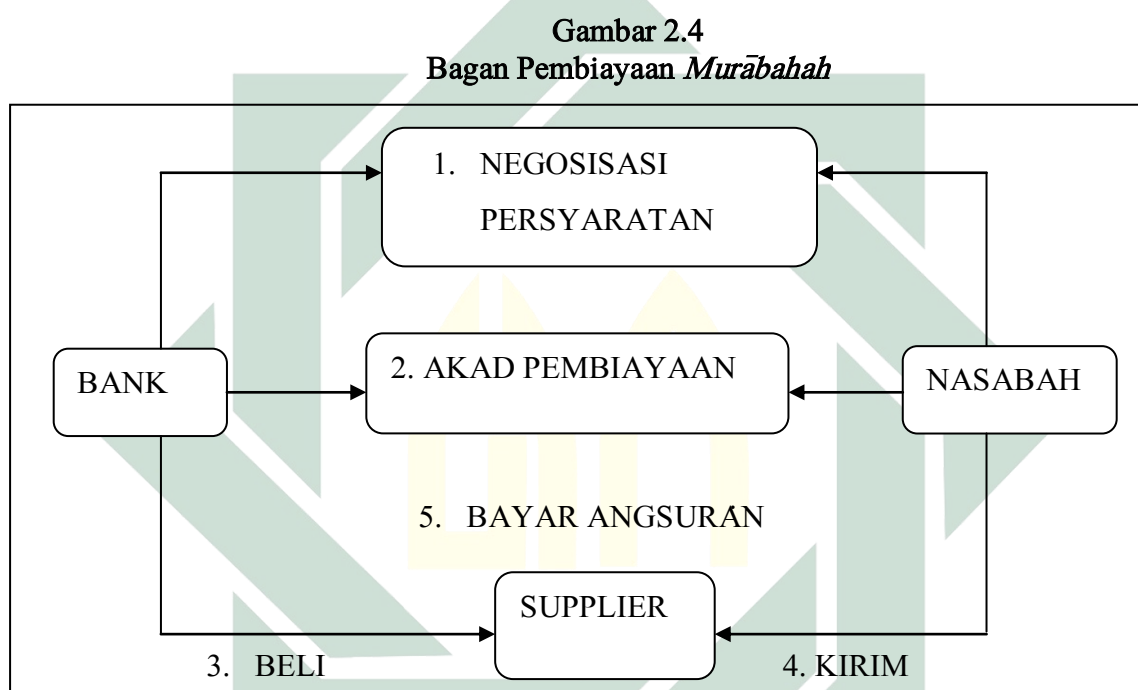 Gambar 2.4
Bagan Pembiayaan Murābahah
1. NEGOSISASI
PERSYARATAN
BANK
2. AKAD PEMBIAYAAN
NASABAH
5. BAYAR ANGSURAN
SUPPLIER
3. BELI
4. KIRIM